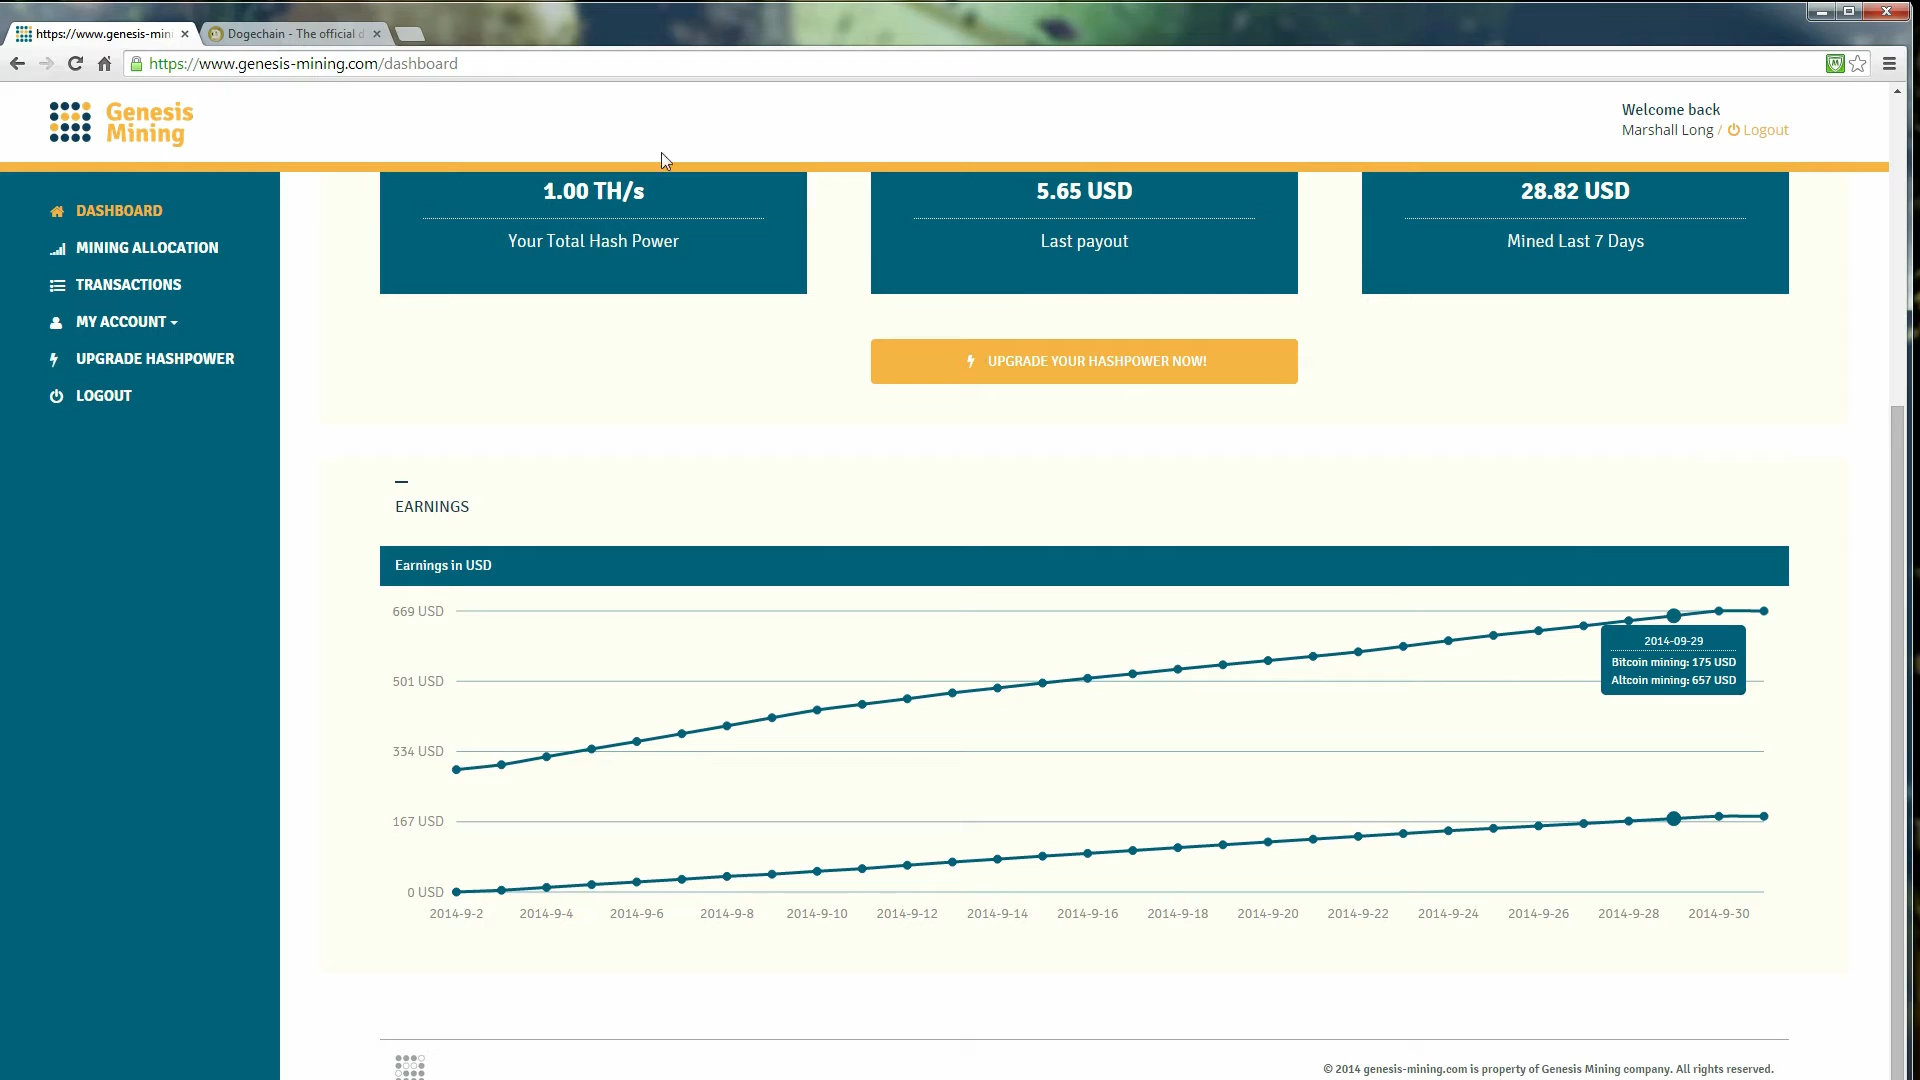 https://www.genesis-min
Dogechain - The official d
https://www.genesis-mining.com/dashboard
Genesis
Mining
Welcome back
Marshall Long / Logout
DASHBOARD
MINING ALLOCATION
TRANSACTIONS
MY ACCOUNT
UPGRADE HASHPOWER
LOGOUT
1.00 TH/s
Your Total Hash Power
5.65 USD
Last payout
28.82 USD
Mined Last 7 Days
UPGRADE YOUR HASHPOWER NOW!
EARNINGS
Earnings in USD
669 USD
501 USD
334 USD
167 USD
0 USD
2014-09-29
Bitcoin mining: 175 USD
Altcoin mining: 657 USD
2014-9-2 2014-9-4 2014-9-6 2014-9-8 2014-9-10 2014-9-12 2014-9-14 2014-9-16 2014-9-18 2014-9-20 2014-9-22 2014-9-24 2014-9-26 2014-9-28 2014-9-30
© 2014 genesis-mining.com is property of Genesis Mining company. All rights reserved.